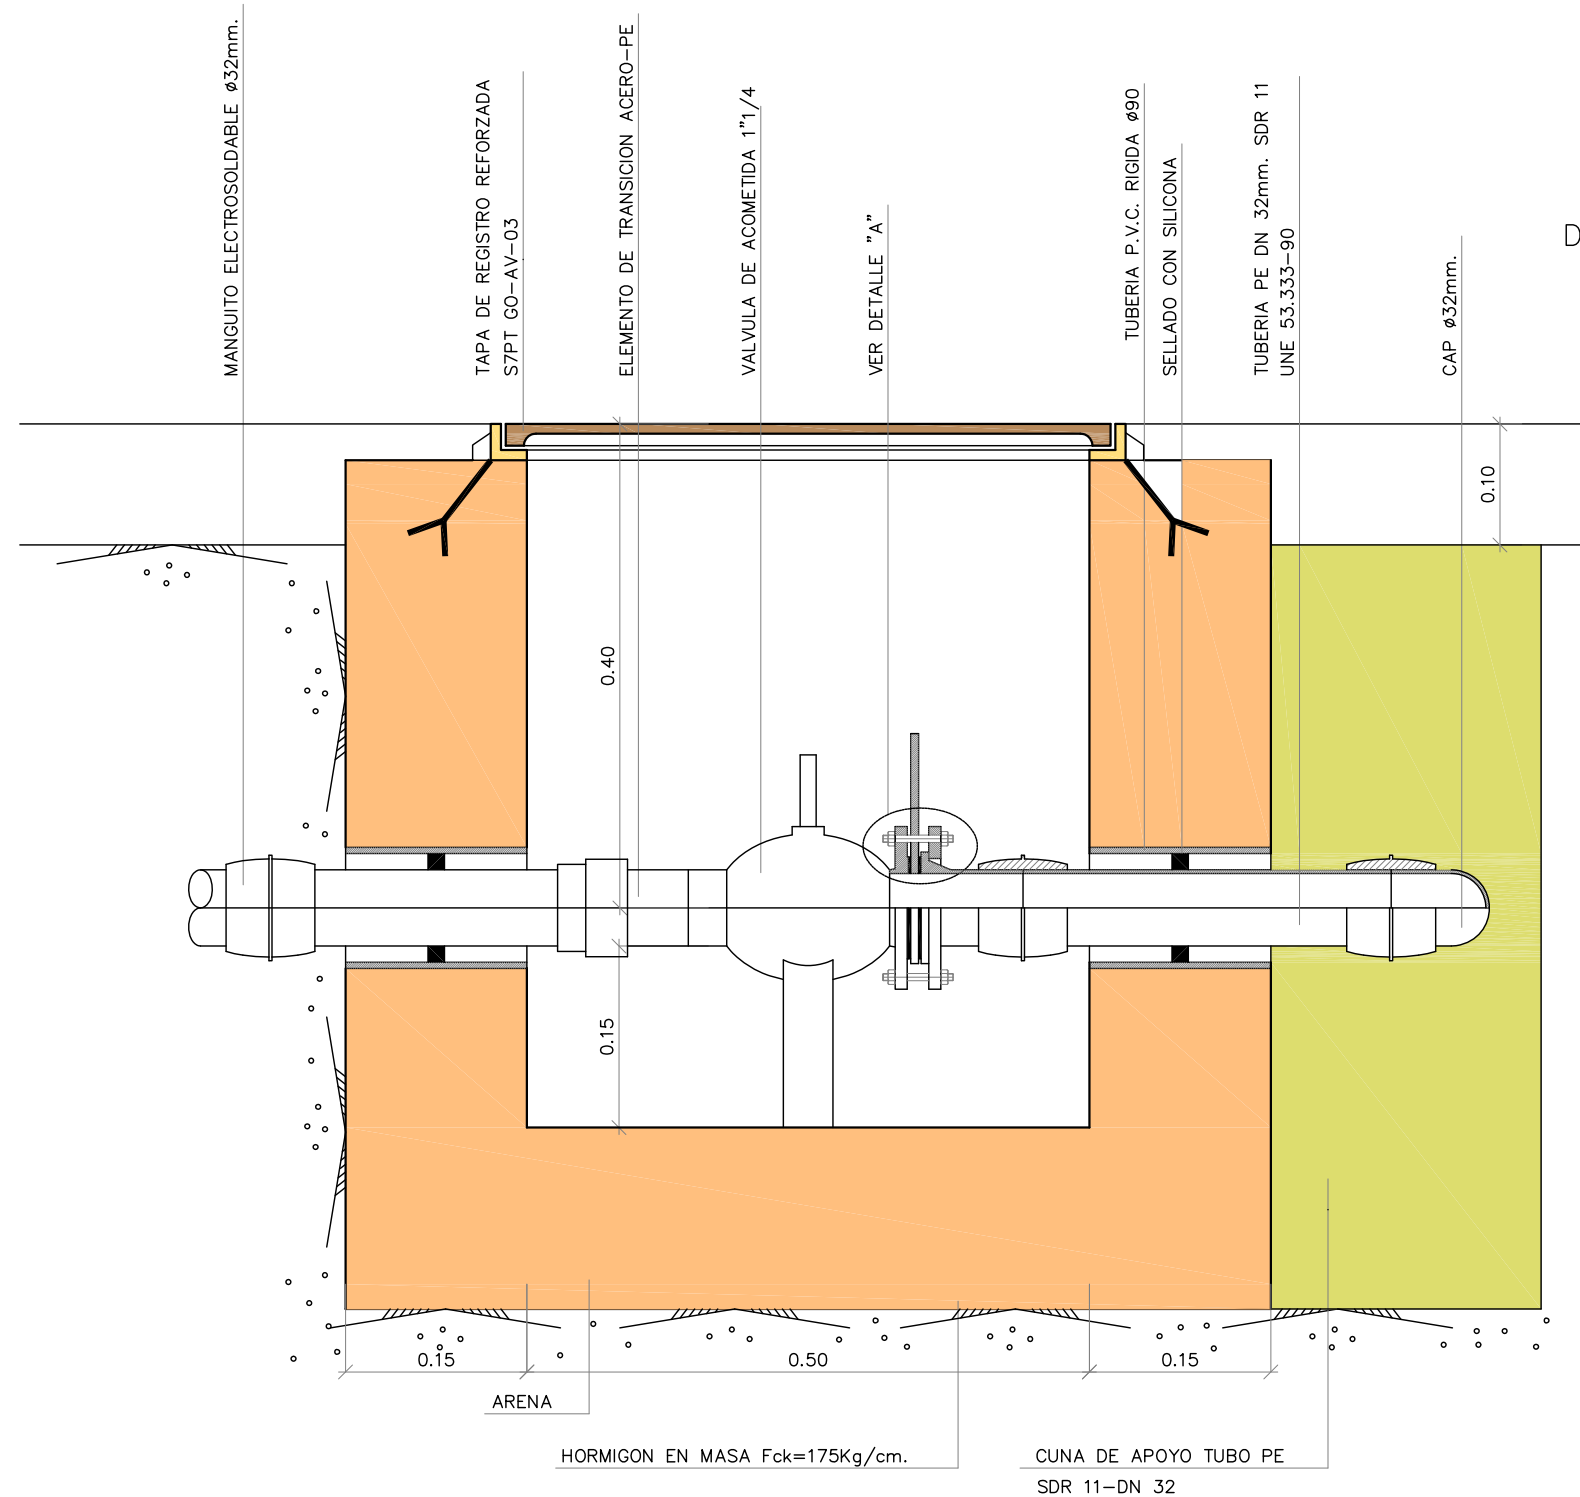 MANGUITO ELECTROSOLDABLE ø32mm.
TAPA DE REGISTRO REFORZADA
S7PT GO-AV-03
ELEMENTO DE TRANSICION ACERO-PE
VALVULA DE ACOMETIDA 1"1/4
VER DETALLE "A"
TUBERIA P.V.C. RIGIDA ø90
SELLADO CON SILICONA
TUBERIA PE DN 32mm. SDR 11
UNE 53.333-90
CAP ø32mm.
D
0.10
0.40
0.15
0.15
0.50
0.15
ARENA
HORMIGON EN MASA Fck=175Kg/cm.
CUNA DE APOYO TUBO PE
SDR 11-DN 32